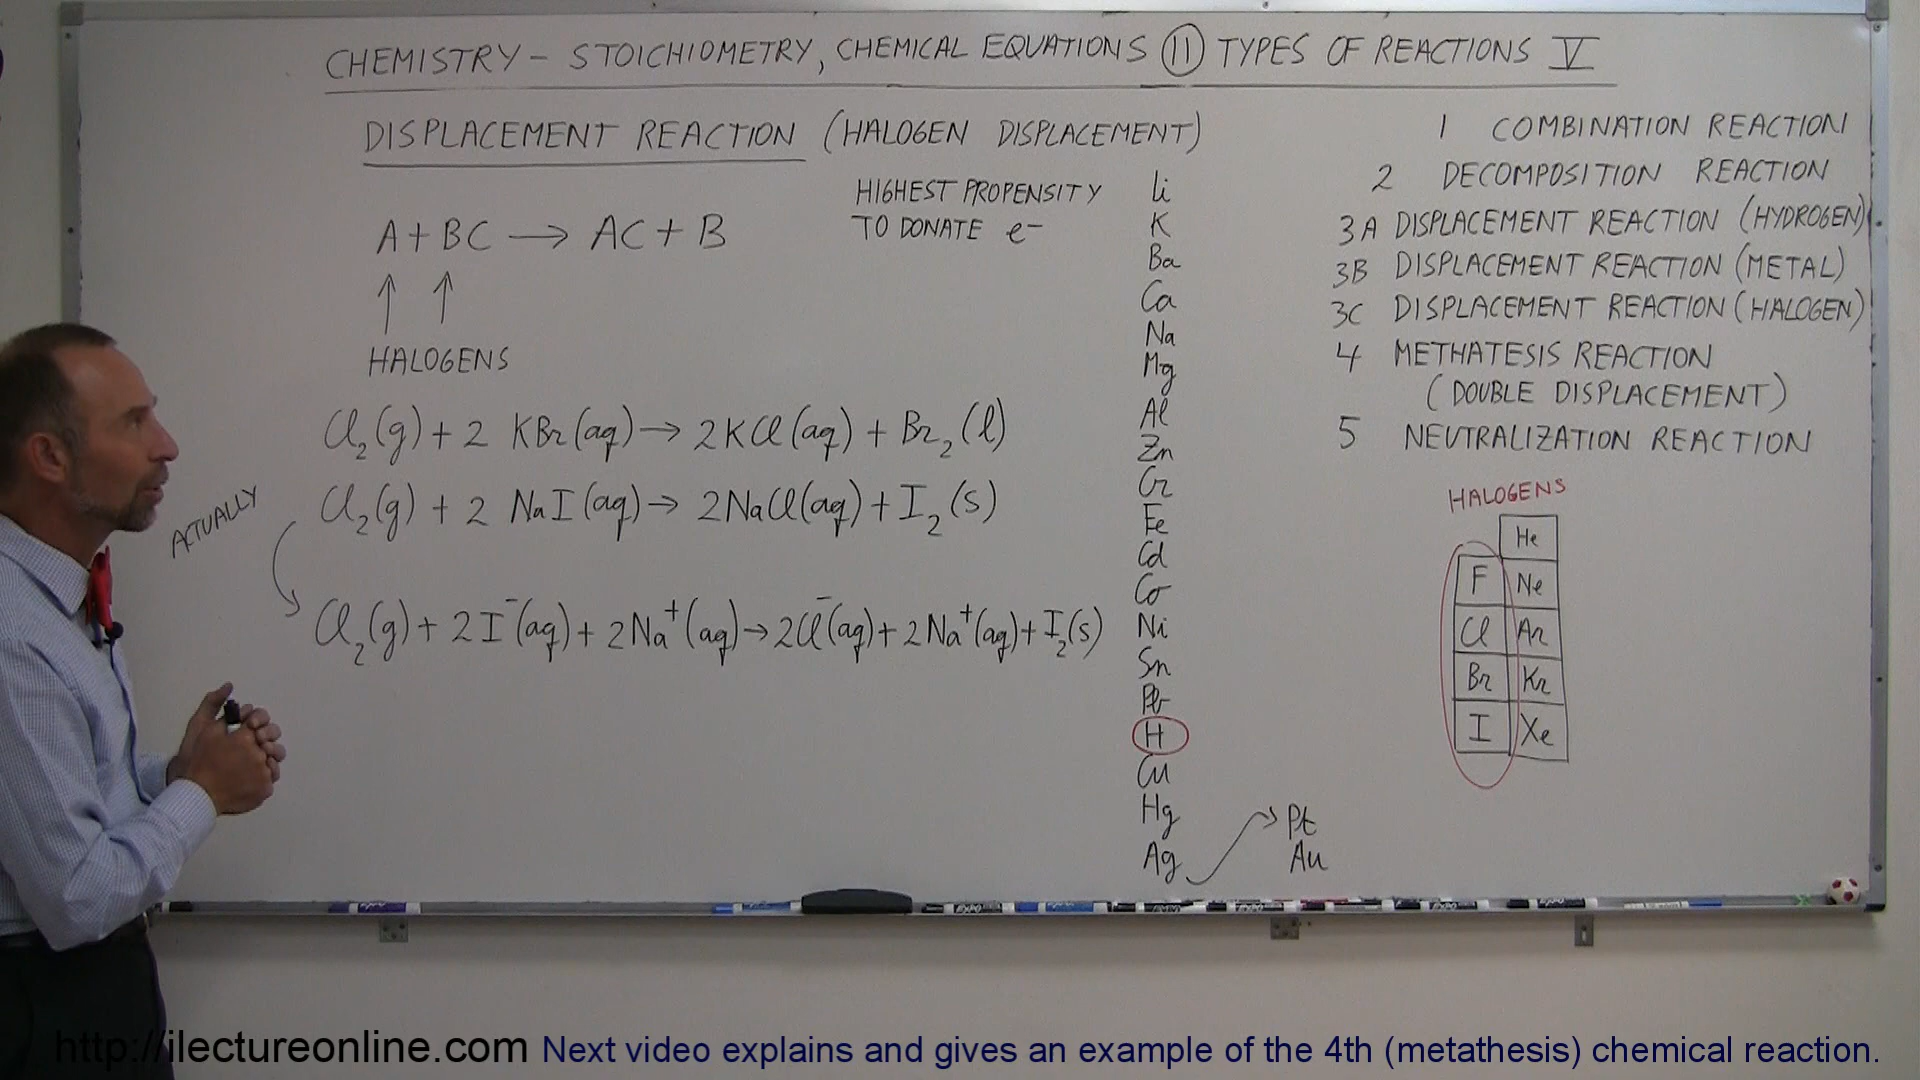 CHEMISTRY – STOICHIOMETRY, CHEMICAL EQUATIONS 11 TYPES OF REACTIONS V
DISPLACEMENT REACTION (HALOGEN DISPLACEMENT)
A + BC → AC + B
↑ ↑
HALOGENS
Cl₂(g) + 2 KBr(aq) → 2KCl(aq) + Br₂(l)
Cl₂(g) + 2 NaI(aq) → 2NaCl(aq) + I₂(s)
ACTUALLY
Cl₂(g) + 2I⁻(aq) + 2Na⁺(aq) → 2Cl⁻(aq) + 2Na⁺(aq) + I₂(s)
HIGHEST PROPENSITY
TO DONATE e⁻
Li
K
Ba
Ca
Na
Mg
Al
Zn
Cr
Fe
Cd
Co
Ni
Sn
Pb
H
Cu
Hg
Ag → Pt
Au
1 COMBINATION REACTION
2 DECOMPOSITION REACTION
3A DISPLACEMENT REACTION (HYDROGEN)
3B DISPLACEMENT REACTION (METAL)
3C DISPLACEMENT REACTION (HALOGEN)
4 METHATESIS REACTION
(DOUBLE DISPLACEMENT)
5 NEUTRALIZATION REACTION
HALOGENS
He
F Ne
Cl Ar
Br Kr
I Xe
http://ilectureonline.com Next video explains and gives an example of the 4th (metathesis) chemical reaction.